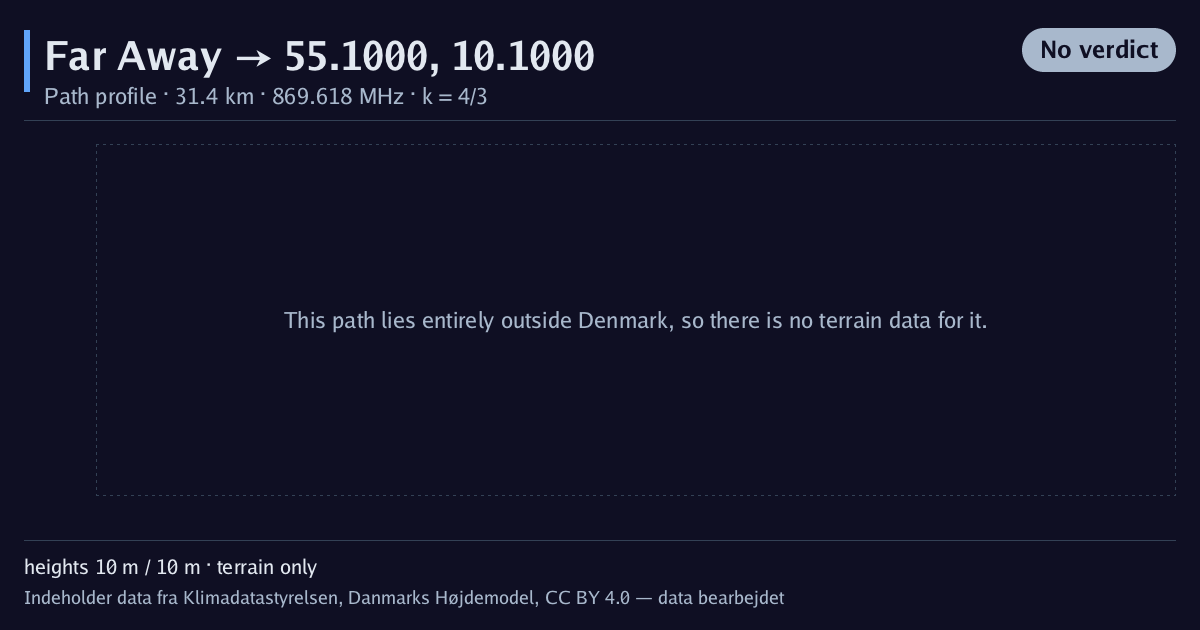 Far Away → 55.1000, 10.1000
No verdict
Path profile · 31.4 km · 869.618 MHz · k = 4/3
This path lies entirely outside Denmark, so there is no terrain data for it.
heights 10 m / 10 m · terrain only
Indeholder data fra Klimadatastyrelsen, Danmarks Højdemodel, CC BY 4.0 — data bearbejdet